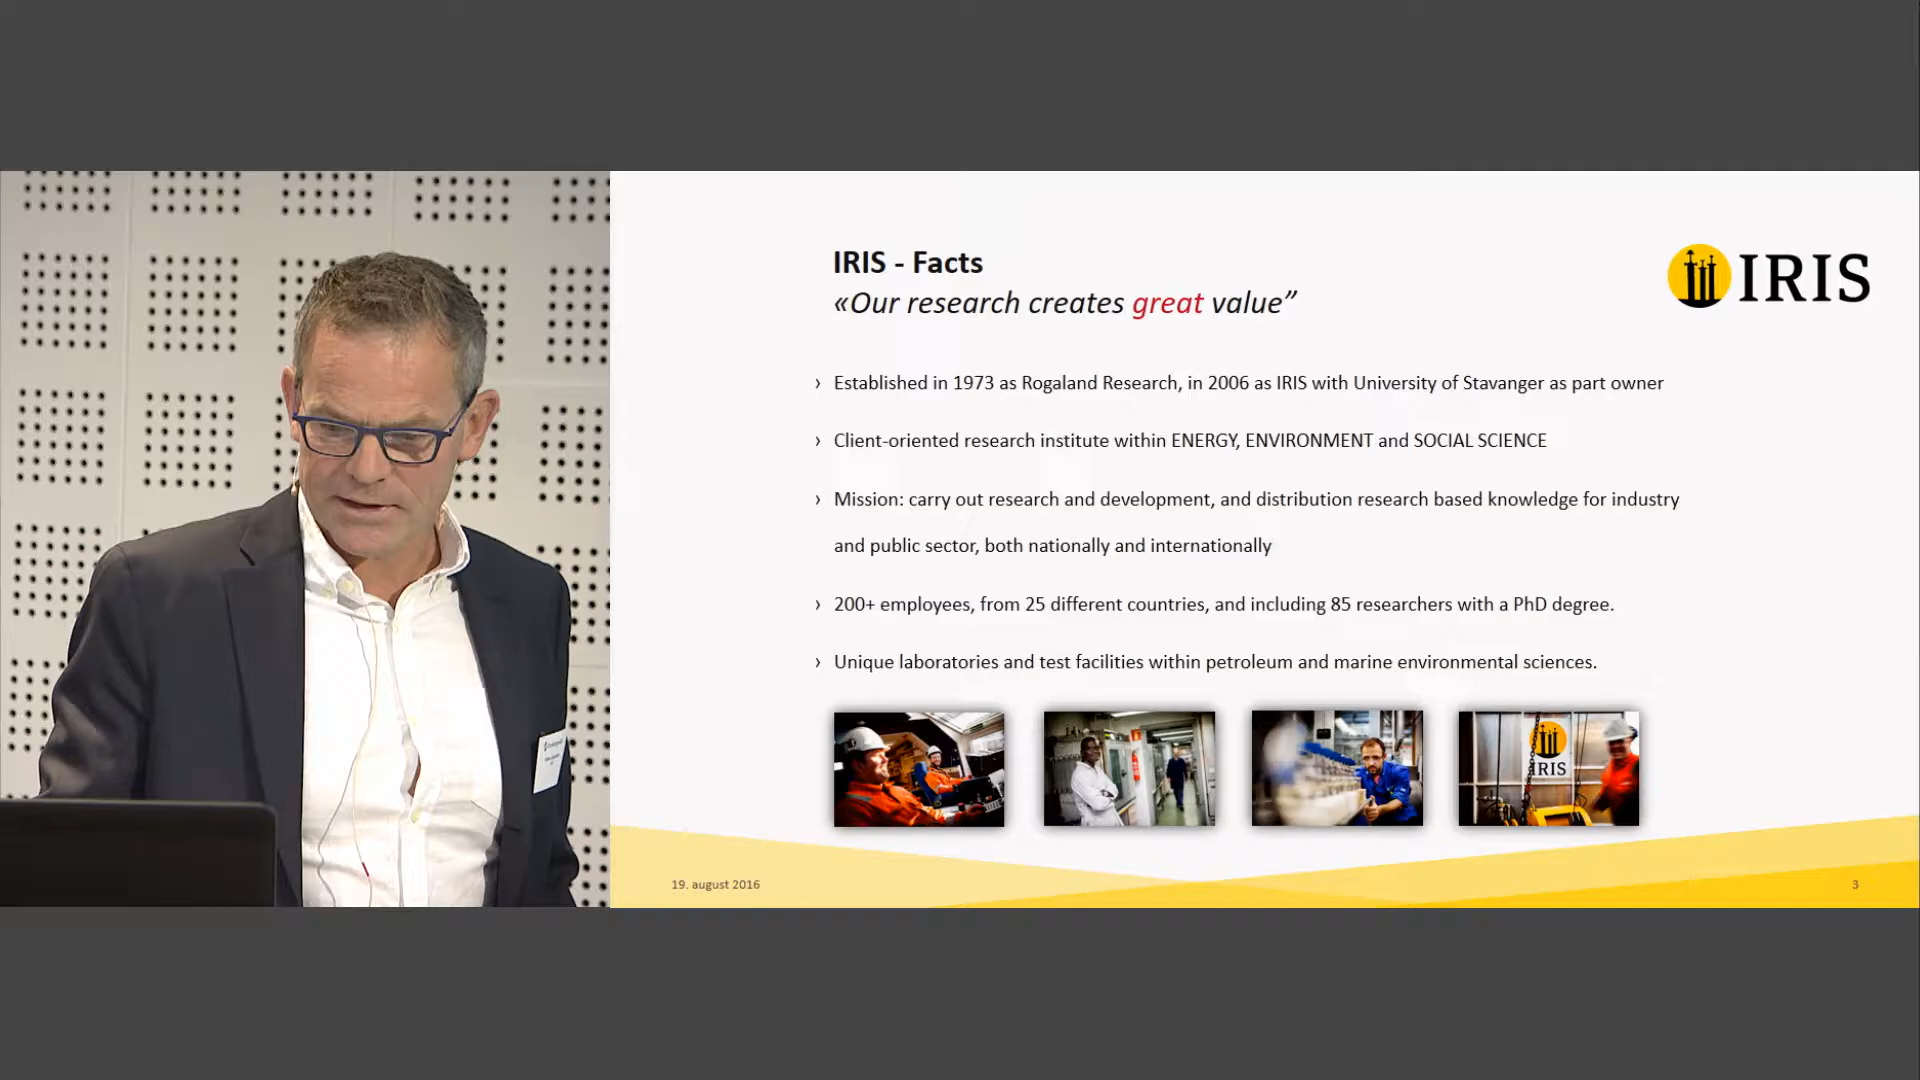 IRIS - Facts
«Our research creates great value”
IRIS
› Established in 1973 as Rogaland Research, in 2006 as IRIS with University of Stavanger as part owner
› Client-oriented research institute within ENERGY, ENVIRONMENT and SOCIAL SCIENCE
› Mission: carry out research and development, and distribution research based knowledge for industry
and public sector, both nationally and internationally
› 200+ employees, from 25 different countries, and including 85 researchers with a PhD degree.
› Unique laboratories and test facilities within petroleum and marine environmental sciences.
IRIS
19. august 2016
3